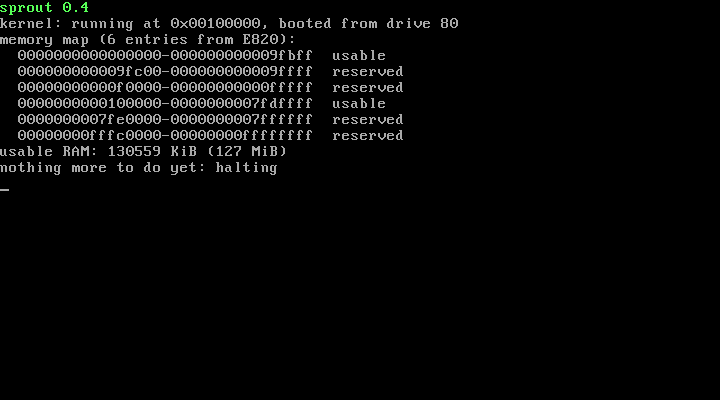 sprout 0.4
kernel: running at 0x00100000, booted from drive 80
memory map (6 entries from E820):
  0000000000000000-000000000009fbff  usable
  000000000009fc00-000000000009ffff  reserved
  00000000000f0000-00000000000fffff  reserved
  0000000000100000-0000000007fdffff  usable
  0000000007fe0000-0000000007ffffff  reserved
  00000000fffc0000-00000000ffffffff  reserved
usable RAM: 130559 KiB (127 MiB)
nothing more to do yet: halting
_